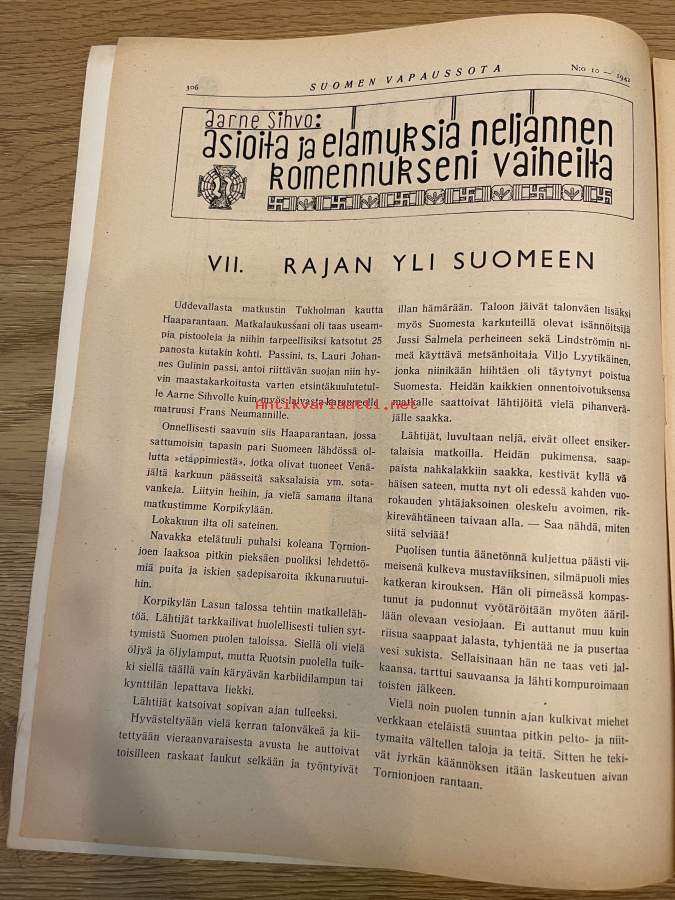 306
SUOMEN VAPAUSSOTA
N:o 10 — 1941
Aarne Sihvo:
asioita ja elämyksiä neljännen
komennukseni vaiheilta
VII. RAJAN YLI SUOMEEN
Uddevallasta matkustin Tukholman kautta
Haaparantaan. Matkalaukussani oli taas useam-
pia pistooleja ja niihin tarpeellisiksi katsotut 25
panosta kutakin kohti. Passini, ts. Lauri Johan-
nes Gulinin passi, antoi riittävän suojan niin hy-
vin maastakarkoitusta varten etsintäkuulutetul-
le Aarne Sihvolle kuin myös laivasta karanneelle
matruusi Frans Neumannille.
Onnellisesti saavuin siis Haaparantaan, jossa
sattumoisin tapasin pari Suomeen lähdössä ol-
lutta »etappimiestä», jotka olivat tuoneet Venä-
jältä karkuun päässeitä saksalaisia ym. sota-
vankeja. Liityin heihin, ja vielä samana iltana
matkustimme Korpikylään.
Lokakuun ilta oli sateinen.
Navakka etelätuuli puhalsi koleana Tornion-
joen laaksoa pitkin pieksäen puoliksi lehdettö-
miä puita ja iskien sadepisaroita ikkunaruutui-
hin.
Korpikylän Lasun talossa tehtiin matkalleläh-
töä. Lähtijät tarkkailivat huolellisesti tulien syt-
tymistä Suomen puolen taloissa. Siellä oli vielä
öljyä ja öljylamput, mutta Ruotsin puolella tuik-
ki siellä täällä vain käryävän karbiidilampun tai
kynttilän lepattava liekki.
Lähtijät katsoivat sopivan ajan tulleeksi.
Hyvästeltyään vielä kerran talonväkeä ja kii-
tettyään vieraanvaraisesta avusta he auttoivat
toisilleen raskaat laukut selkään ja työntyivät
illan hämärään. Taloon jäivät talonväen lisäksi
myös Suomesta karkuteillä olevat isännöitsijä
Jussi Salmela perheineen sekä Lindströmin ni-
meä käyttävä metsänhoitaja Viljo Lyytikäinen,
jonka niinikään hiihtäen oli täytynyt poistua
Suomesta. Heidän kaikkien onnentoivotuksensa
matkalle saattoivat lähtijöitä vielä pihanverä-
jälle saakka.
Lähtijät, luvultaan neljä, eivät olleet ensiker-
talaisia matkoilla. Heidän pukimensa, saap-
paista nahkalakkiin saakka, kestivät kyllä vä
häisen sateen, mutta nyt oli edessä kahden vuo-
rokauden yhtäjaksoinen oleskelu avoimen, rik-
kirevähtäneen taivaan alla. — Saa nähdä, miten
siitä selviää!
Puolisen tuntia äänetönnä kuljettua päästi vii-
meisenä kulkeva mustaviiksinen, silmäpuoli mies
katkeran kirouksen. Hän oli pimeässä kompas-
tunut ja pudonnut vyötäröitään myöten ääril-
lään olevaan vesiojaan. Ei auttanut muu kuin
riisua saappaat jalasta, tyhjentää ne ja pusertaa
vesi sukista. Sellaisinaan hän ne taas veti jal-
kaansa, tarttui sauvaansa ja lähti kompuroimaan
toisten jälkeen.
Vielä noin puolen tunnin ajan kulkivat miehet
verkkaan eteläistä suuntaa pitkin pelto- ja niit-
tymaita vältellen taloja ja teitä. Sitten he teki-
vät jyrkän käännöksen itään laskeutuen aivan
Tornionjoen rantaan.
Antikvariaatti.net